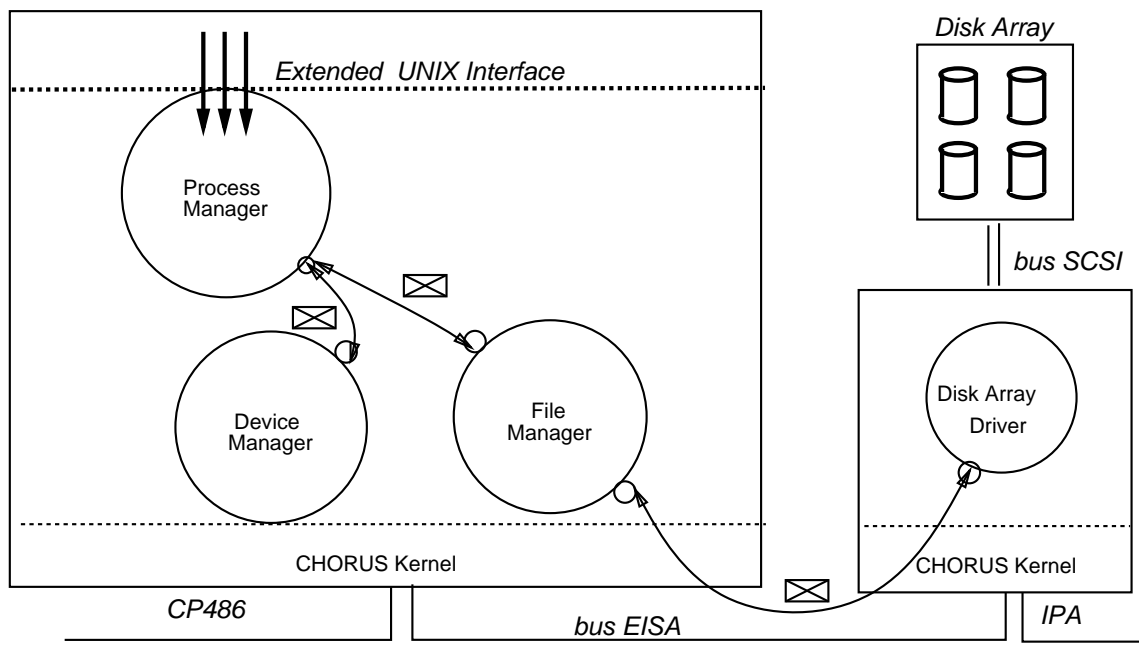 Disk Array
Extended UNIX Interface
Process
Manager
bus SCSI
Device
Manager
File
Manager
Disk Array
Driver
CHORUS Kernel
CHORUS Kernel
CP486
bus EISA
IPA